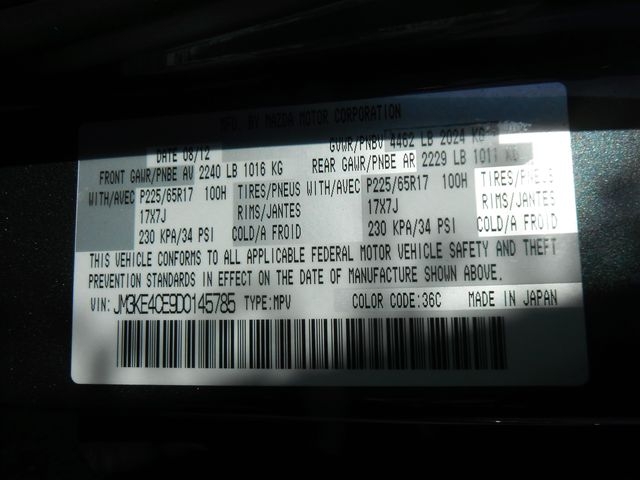 MFD. BY MAZDA MOTOR CORPORATION
DATE 08/12 GVWR/PNBV 4462 LB 2024 KG
FRONT GAWR/PNBE AV 2240 LB 1016 KG REAR GAWR/PNBE AR 2229 LB 1011 KG
WITH/AVEC P225/65R17 100H TIRES/PNEUS WITH/AVEC P225/65R17 100H TIRES/PNEUS
17X7J RIMS/JANTES 17X7J RIMS/JANTES
230 KPA/34 PSI COLD/A FROID 230 KPA/34 PSI COLD/A FROID
THIS VEHICLE CONFORMS TO ALL APPLICABLE FEDERAL MOTOR VEHICLE SAFETY AND THEFT
PREVENTION STANDARDS IN EFFECT ON THE DATE OF MANUFACTURE SHOWN ABOVE.
VIN: JM3KE4CE9D0145785 TYPE:MPV COLOR CODE:36C MADE IN JAPAN